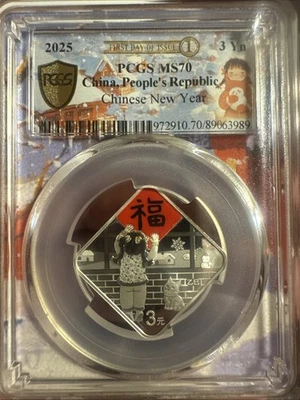 2025 FIRST DAY OF ISSUE 1 3 Yn
PCGS
PCGS MS70
China, People's Republic
Chinese New Year
972910.70/89063989
福
3元